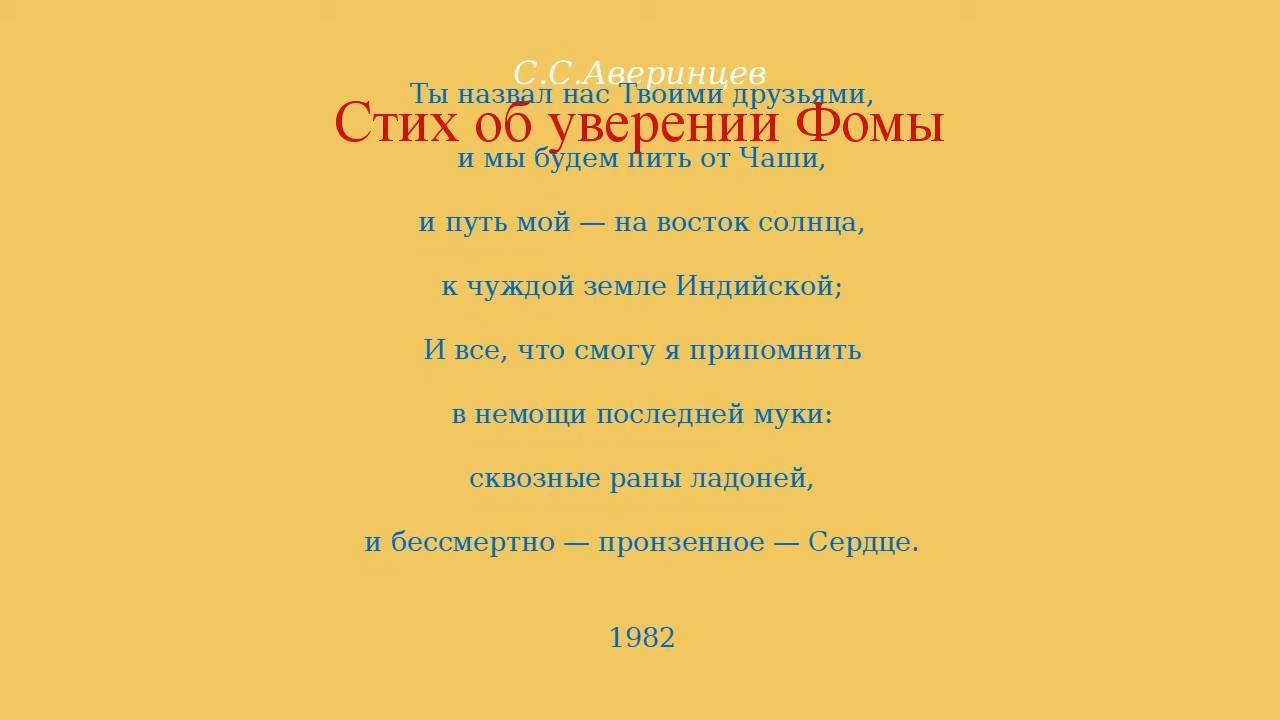 С.С.Аверинцев
Ты назвал нас Твоими друзьями,
Стих об уверении Фомы
и мы будем пить от Чаши,
и путь мой — на восток солнца,
к чуждой земле Индийской;
И все, что смогу я припомнить
в немощи последней муки:
сквозные раны ладоней,
и бессмертно — пронзенное — Сердце.
1982